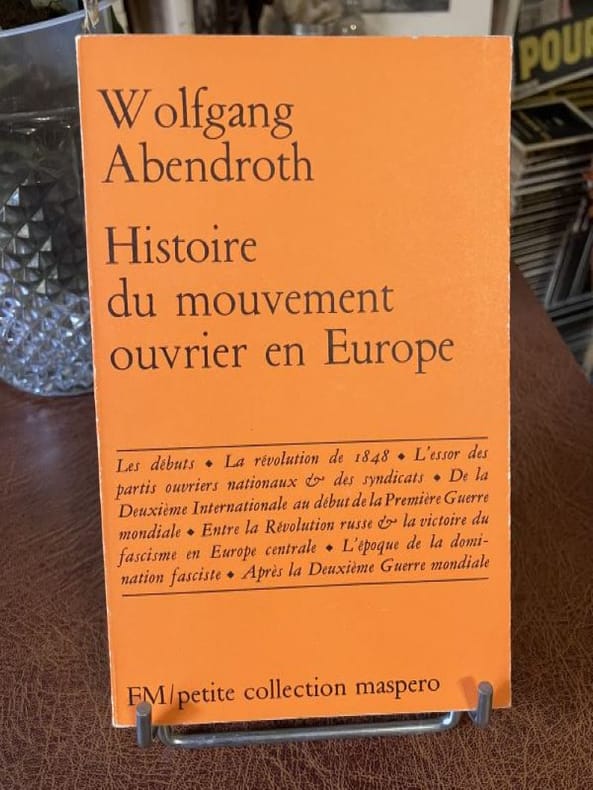 Wolfgang
Abendroth
Histoire
du mouvement
ouvrier en Europe
Les débuts ◆ La révolution de 1848 ◆ L'essor des
partis ouvriers nationaux & des syndicats ◆ De la
Deuxième Internationale au début de la Première Guerre
mondiale ◆ Entre la Révolution russe & la victoire du
fascisme en Europe centrale ◆ L'époque de la domi-
nation fasciste ◆ Après la Deuxième Guerre mondiale
FM/petite collection maspero
POUR